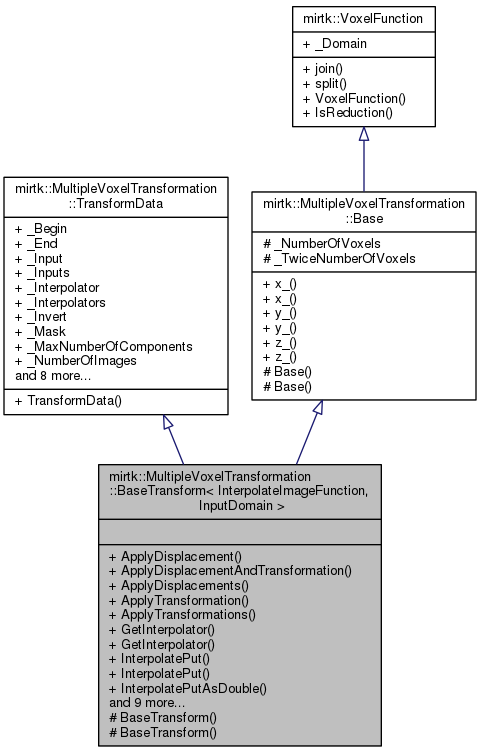 mirtk::VoxelFunction
+ _Domain
+ join()
+ split()
+ VoxelFunction()
+ IsReduction()
mirtk::MultipleVoxelTransformation
::TransformData
+ _Begin
+ _End
+ _Input
+ _Inputs
+ _Interpolator
+ _Interpolators
+ _Invert
+ _Mask
+ _MaxNumberOfComponents
+ _NumberOfImages
and 8 more...
+ TransformData()
mirtk::MultipleVoxelTransformation
::Base
# _NumberOfVoxels
# _TwiceNumberOfVoxels
+ x_()
+ x_()
+ y_()
+ y_()
+ z_()
+ z_()
# Base()
# Base()
mirtk::MultipleVoxelTransformation
::BaseTransform< InterpolateImageFunction,
InputDomain >
+ ApplyDisplacement()
+ ApplyDisplacementAndTransformation()
+ ApplyDisplacements()
+ ApplyTransformation()
+ ApplyTransformations()
+ GetInterpolator()
+ GetInterpolator()
+ InterpolatePut()
+ InterpolatePut()
+ InterpolatePutAsDouble()
and 9 more...
# BaseTransform()
# BaseTransform()